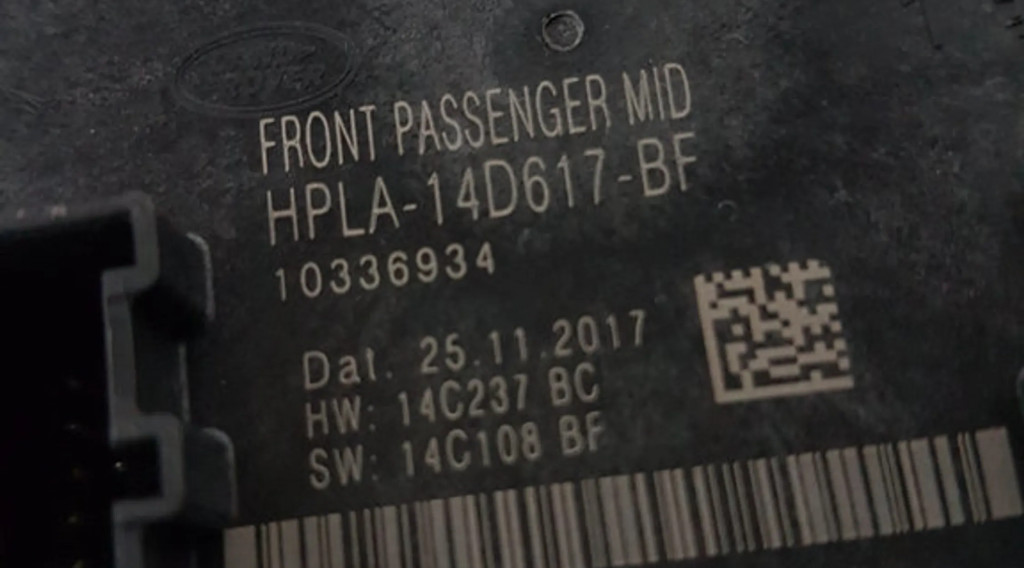 FRONT PASSENGER MID
HPLA-14D617-BF
10336934
Dat. 25.11.2017
HW: 14C237 BC
SW: 14C108 BF